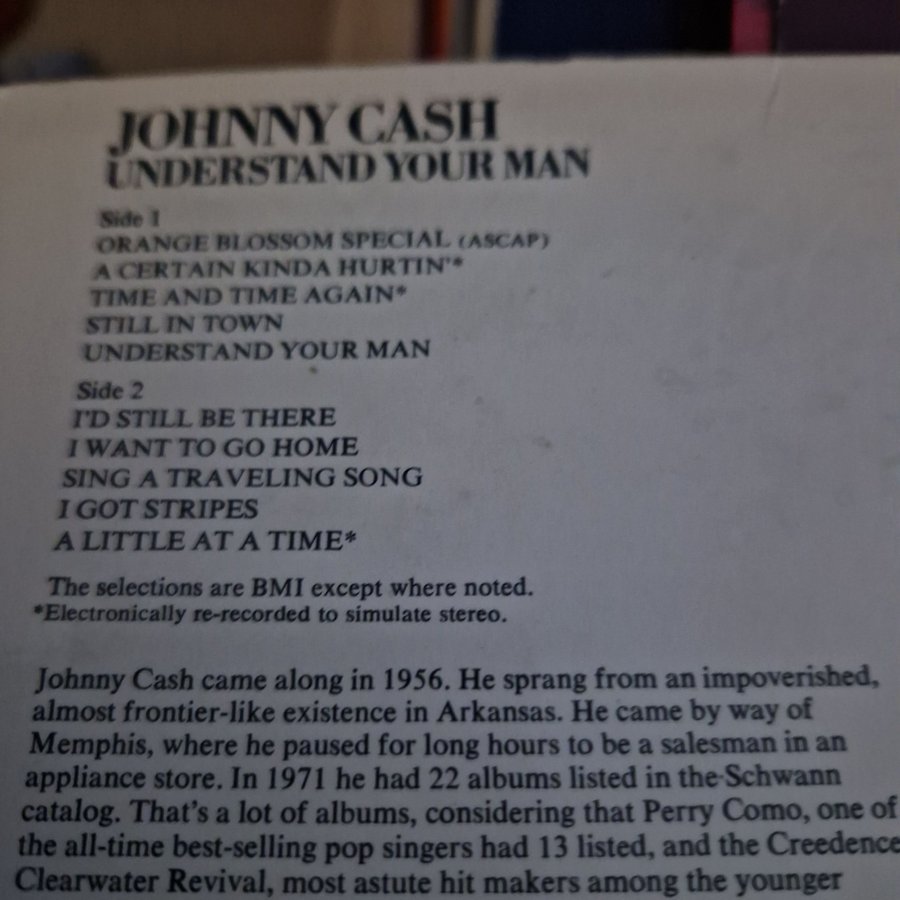 JOHNNY CASH
UNDERSTAND YOUR MAN
Side 1
ORANGE BLOSSOM SPECIAL (ASCAP)
A CERTAIN KINDA HURTIN'*
TIME AND TIME AGAIN*
STILL IN TOWN
UNDERSTAND YOUR MAN
Side 2
I'D STILL BE THERE
I WANT TO GO HOME
SING A TRAVELING SONG
I GOT STRIPES
A LITTLE AT A TIME*
The selections are BMI except where noted.
*Electronically re-recorded to simulate stereo.
Johnny Cash came along in 1956. He sprang from an impoverished,
almost frontier-like existence in Arkansas. He came by way of
Memphis, where he paused for long hours to be a salesman in an
appliance store. In 1971 he had 22 albums listed in the Schwann
catalog. That's a lot of albums, considering that Perry Como, one of
the all-time best-selling pop singers had 13 listed, and the Creedence
Clearwater Revival, most astute hit makers among the younger